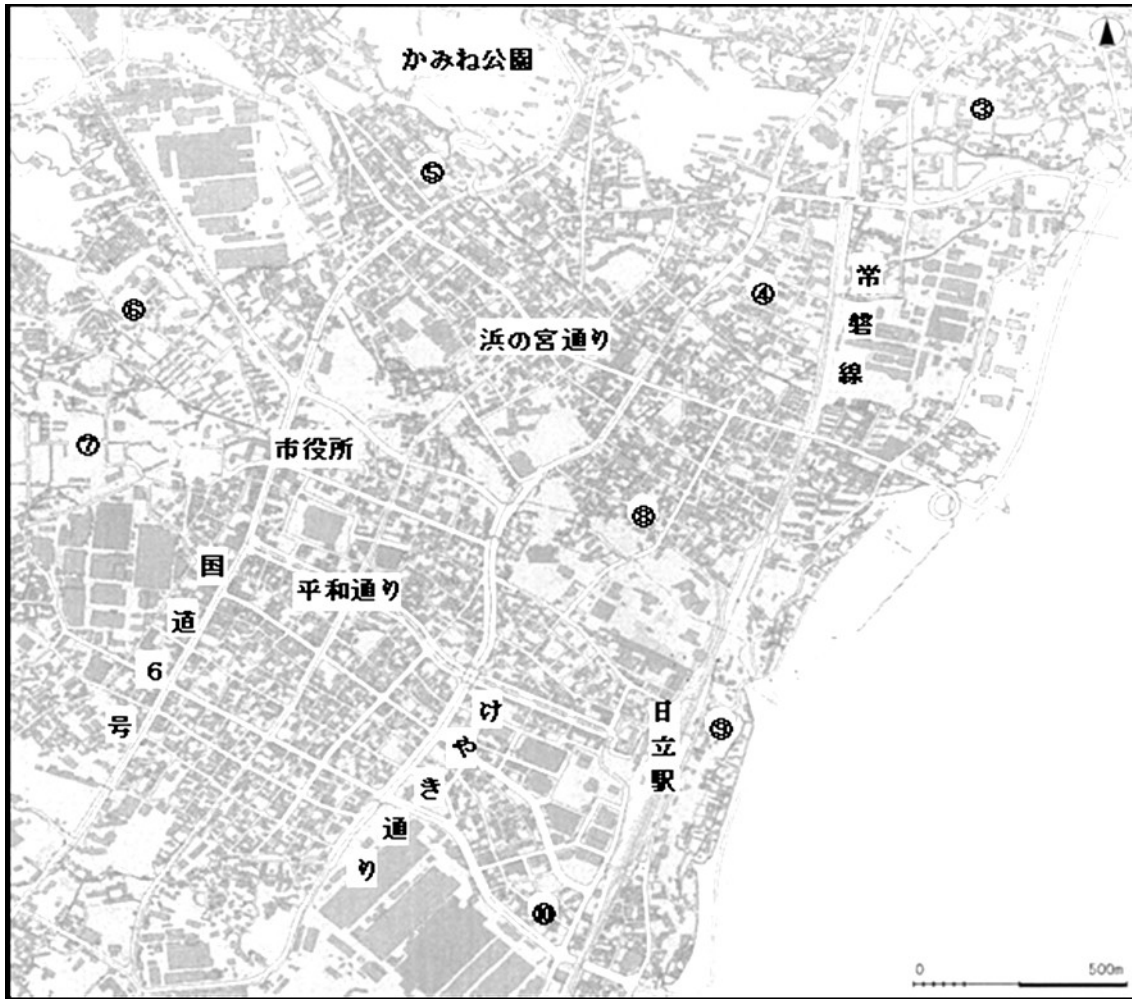 かみね公園
③
⑤
⑥
④
常磐線
浜の宮通り
⑦
市役所
⑧
国道6号
平和通り
けやき通り
日立駅
⑨
⑩
0 500m